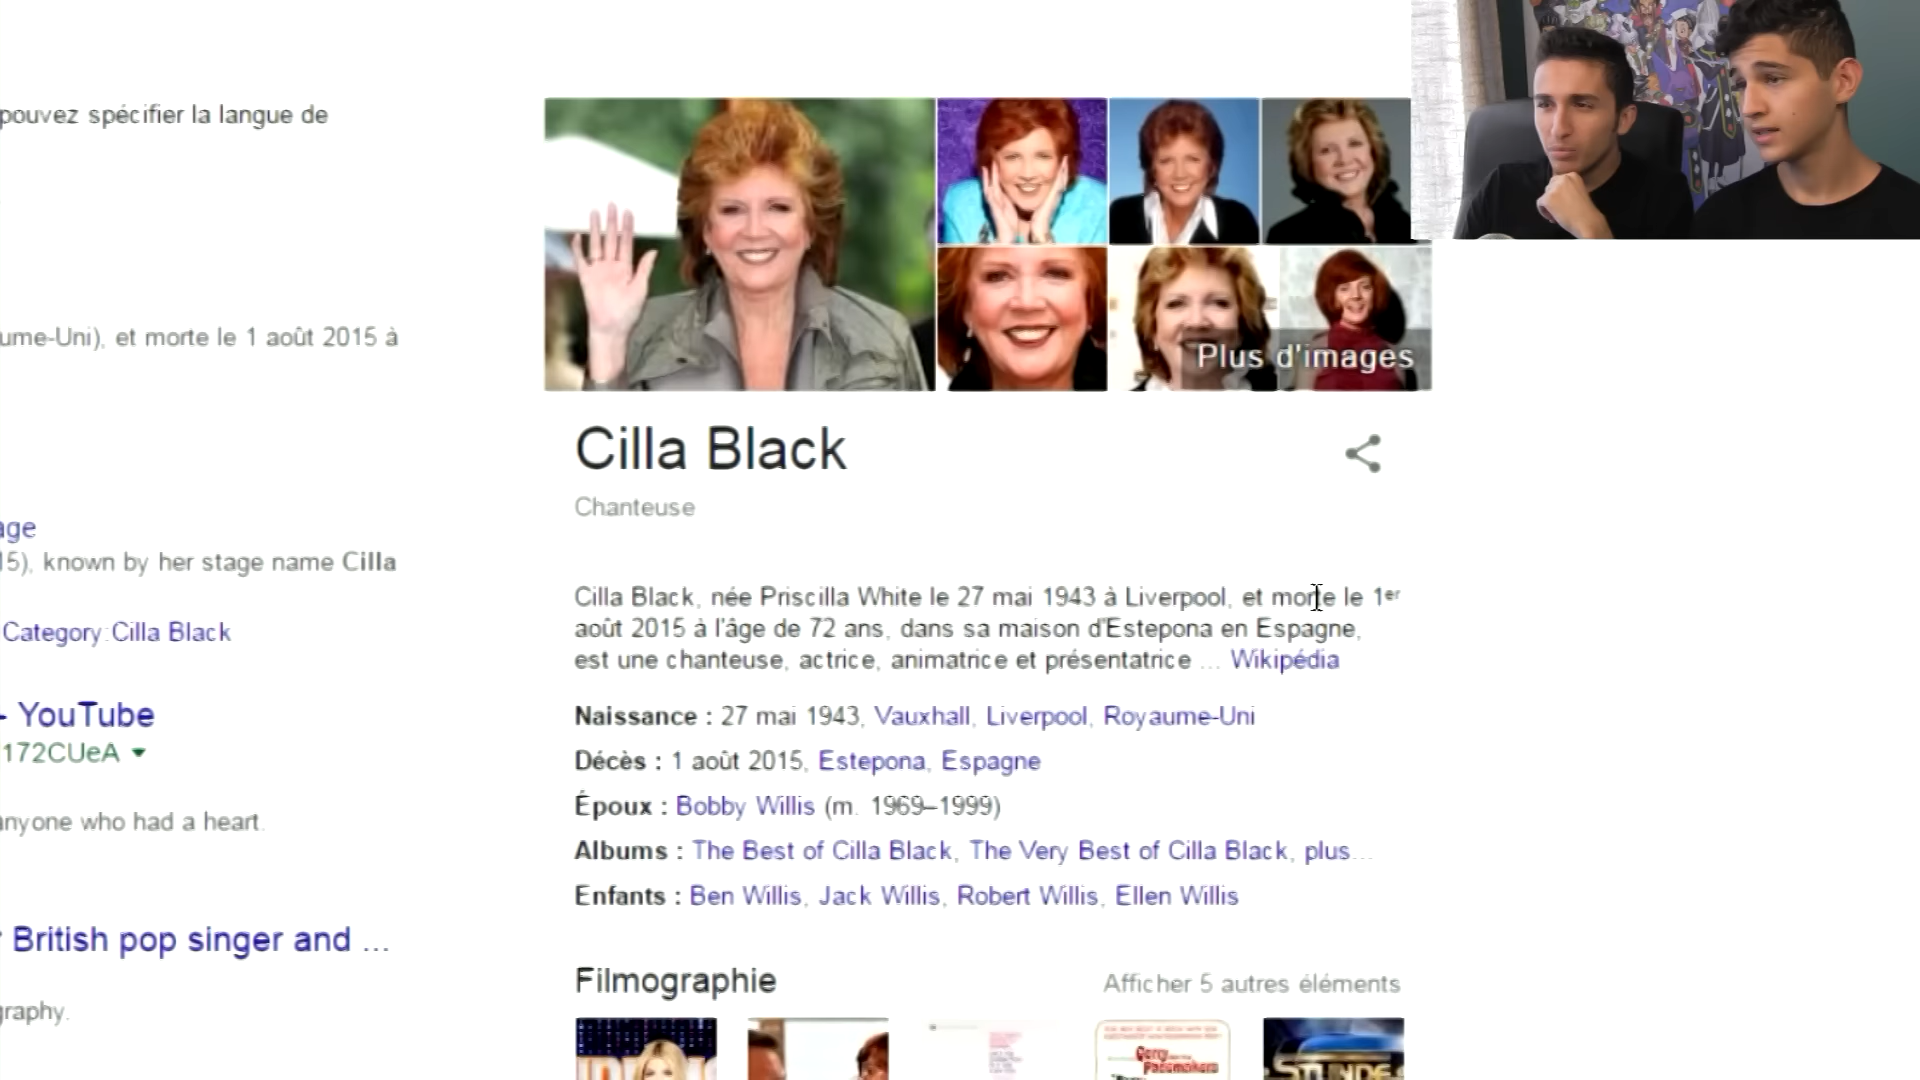 pouvez spécifier la langue de
ume-Uni), et morte le 1 août 2015 à
age
15), known by her stage name Cilla
Category:Cilla Black
- YouTube
172CUeA
anyone who had a heart.
British pop singer and ...
graphy.
Plus d'images
Cilla Black
Chanteuse
Cilla Black, née Priscilla White le 27 mai 1943 à Liverpool, et morte le 1er
août 2015 à l'âge de 72 ans, dans sa maison d'Estepona en Espagne,
est une chanteuse, actrice, animatrice et présentatrice ... Wikipédia
Naissance : 27 mai 1943, Vauxhall, Liverpool, Royaume-Uni
Décès : 1 août 2015, Estepona, Espagne
Époux : Bobby Willis (m. 1969–1999)
Albums : The Best of Cilla Black, The Very Best of Cilla Black, plus...
Enfants : Ben Willis, Jack Willis, Robert Willis, Ellen Willis
Filmographie
Afficher 5 autres éléments
Gerry
Pacemakers
STUNDE